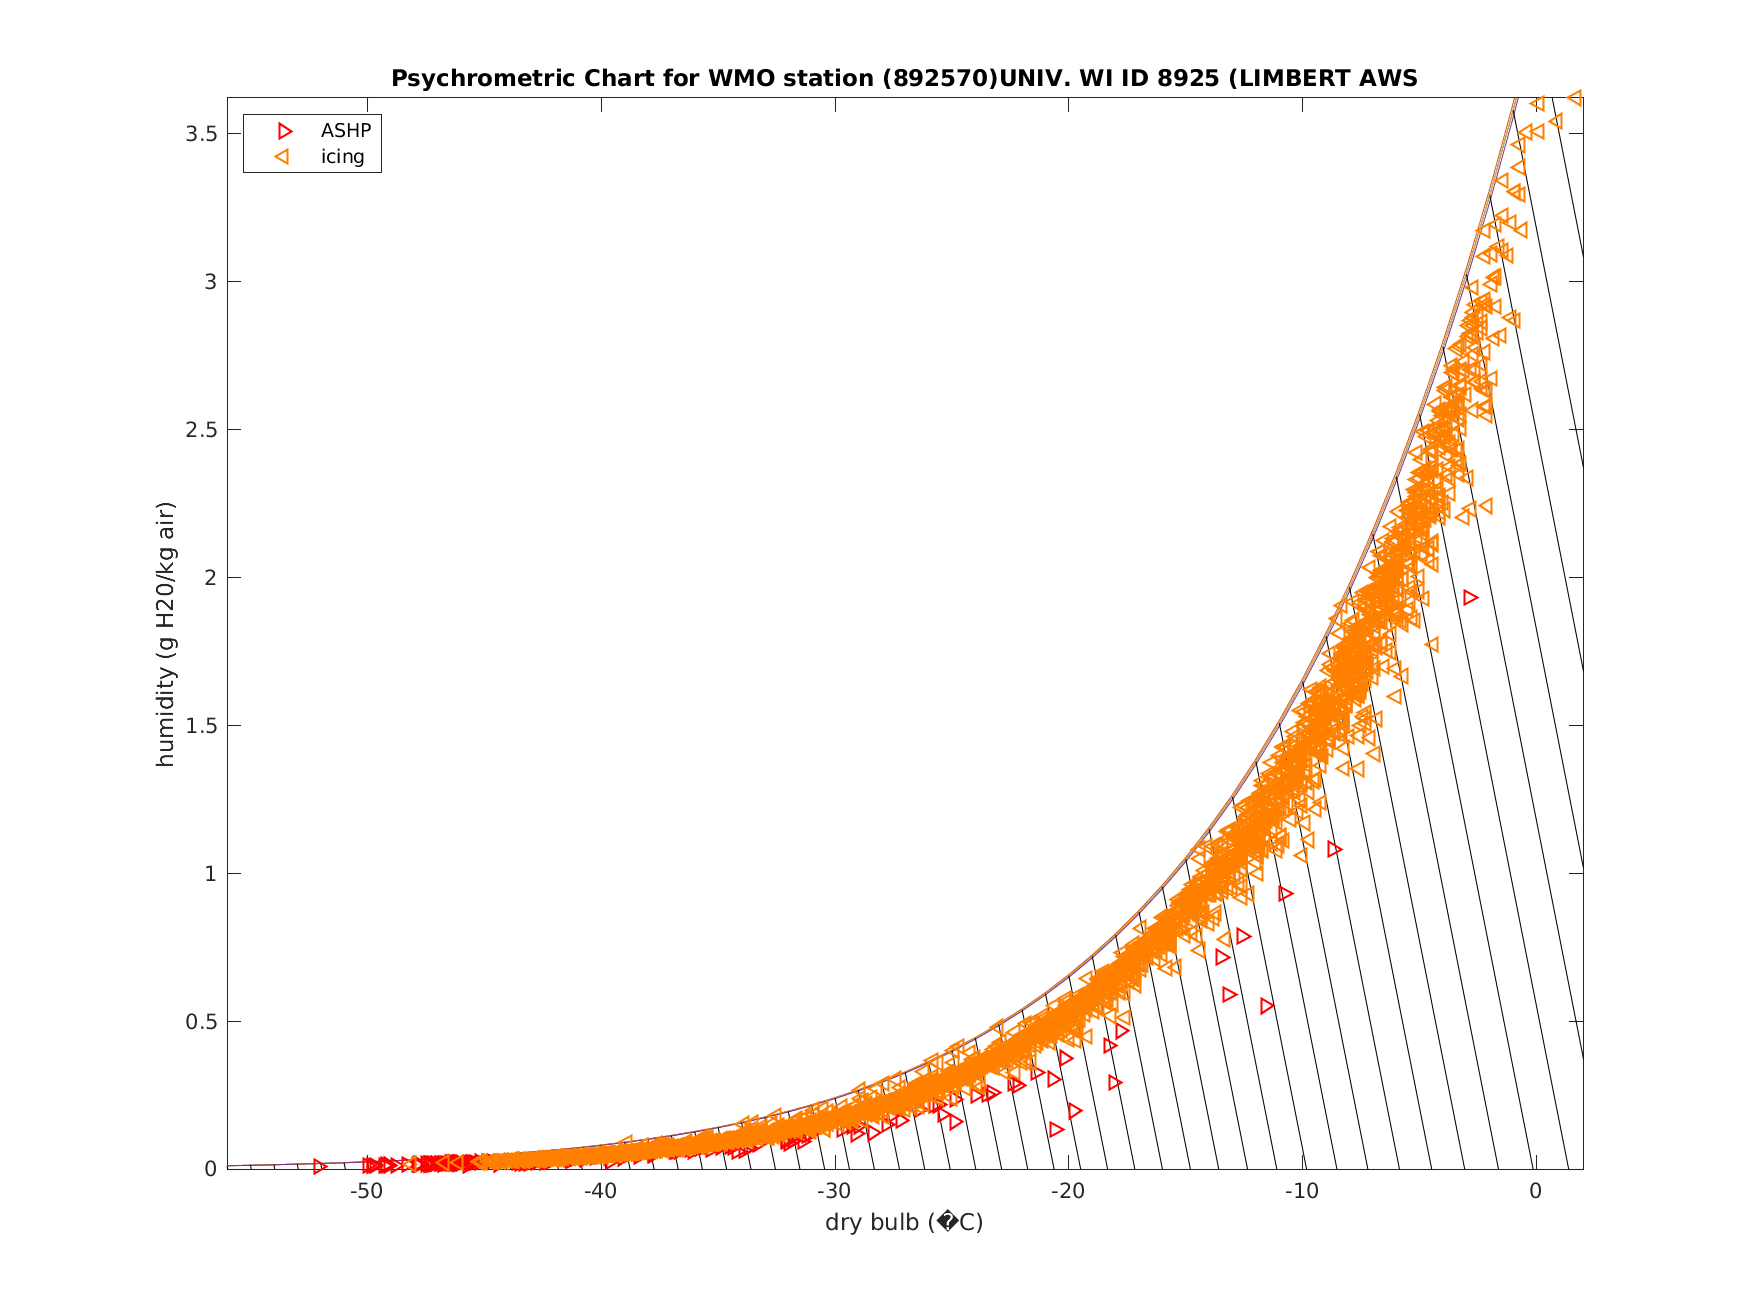 Psychrometric Chart for WMO station (892570)UNIV. WI ID 8925 (LIMBERT AWS
ASHP
icing
3.5
3
2.5
2
1.5
1
0.5
0
humidity (g H20/kg air)
-50 -40 -30 -20 -10 0
dry bulb (�C)